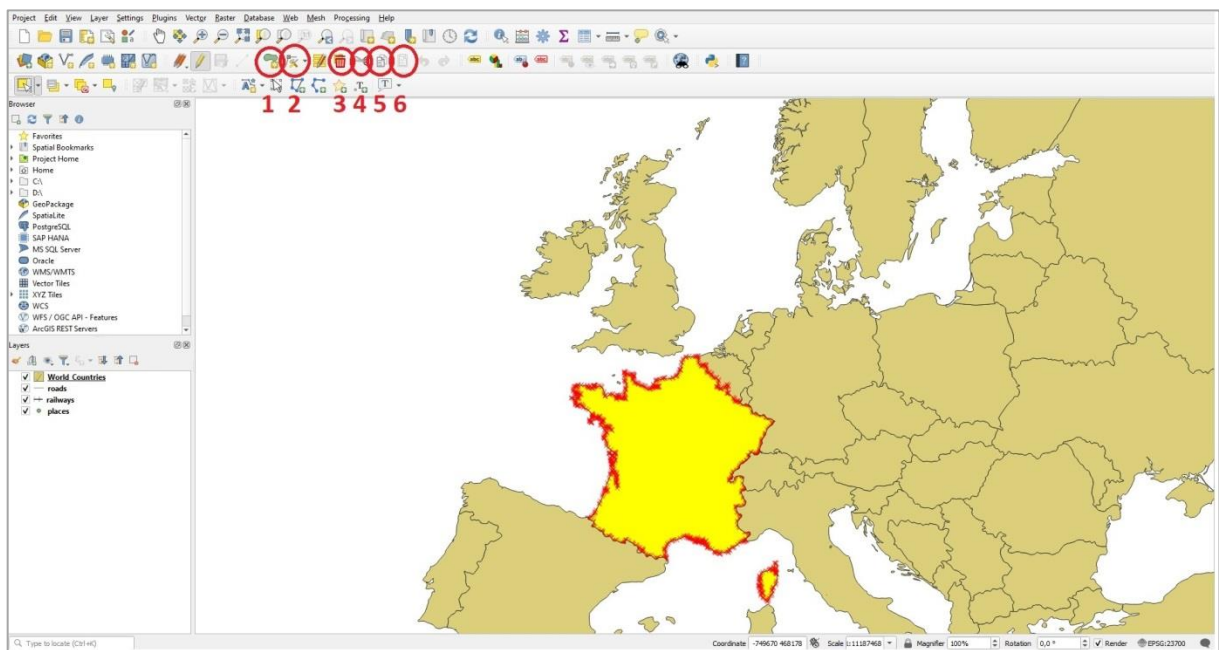 Project Edit View Layer Settings Plugins Vector Raster Database Web Mesh Processing Help
1 2 3 4 5 6
Browser
Favorites
Spatial Bookmarks
Project Home
Home
C:\
D:\
GeoPackage
SpatiaLite
PostgreSQL
SAP HANA
MS SQL Server
Oracle
WMS/WMTS
Vector Tiles
XYZ Tiles
WCS
WFS / OGC API - Features
ArcGIS REST Servers
Layers
World Countries
roads
railways
places
Type to locate (Ctrl+K) Coordinate -749670 468178 Scale 1:11187468 Magnifier 100% Rotation 0,0 ° Render EPSG:23700